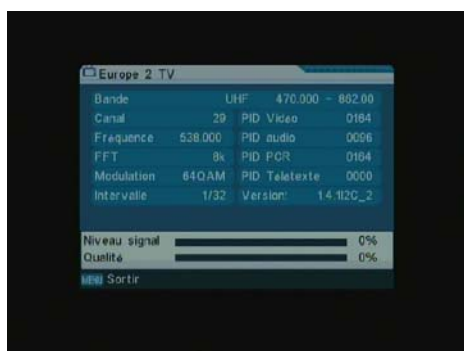 Europe 2 TV
Bande UHF 470.000 - 862.00
Canal 29 PID Video 0164
Fréquence 538.000 PID audio 0096
FFT 8k PID PCR 0164
Modulation 64QAM PID Teletexte 0000
Intervalle 1/32 Version: 1.4.1I2C_2
Niveau signal 0%
Qualité 0%
MENU Sortir